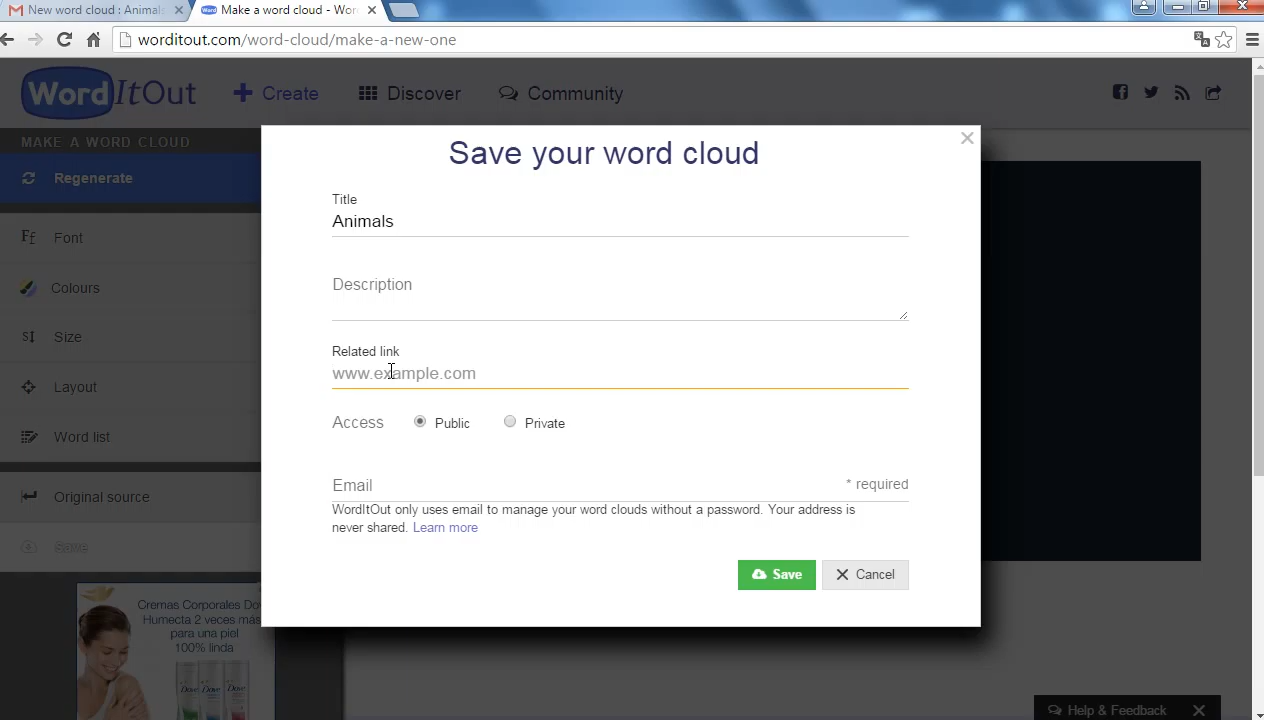 New word cloud : Animals
Make a word cloud - Wor
worditout.com/word-cloud/make-a-new-one
WordItOut
Create
Discover
Community
MAKE A WORD CLOUD
Regenerate
Font
Colours
Size
Layout
Word list
Original source
Save
Save your word cloud
Title
Animals
Description
Related link
www.example.com
Access
Public
Private
Email
* required
WordItOut only uses email to manage your word clouds without a password. Your address is
never shared. Learn more
Save
Cancel
Cremas Corporales Do
Humecta 2 veces más
para una piel
100% linda
Dove
Dove
Dove
Help & Feedback